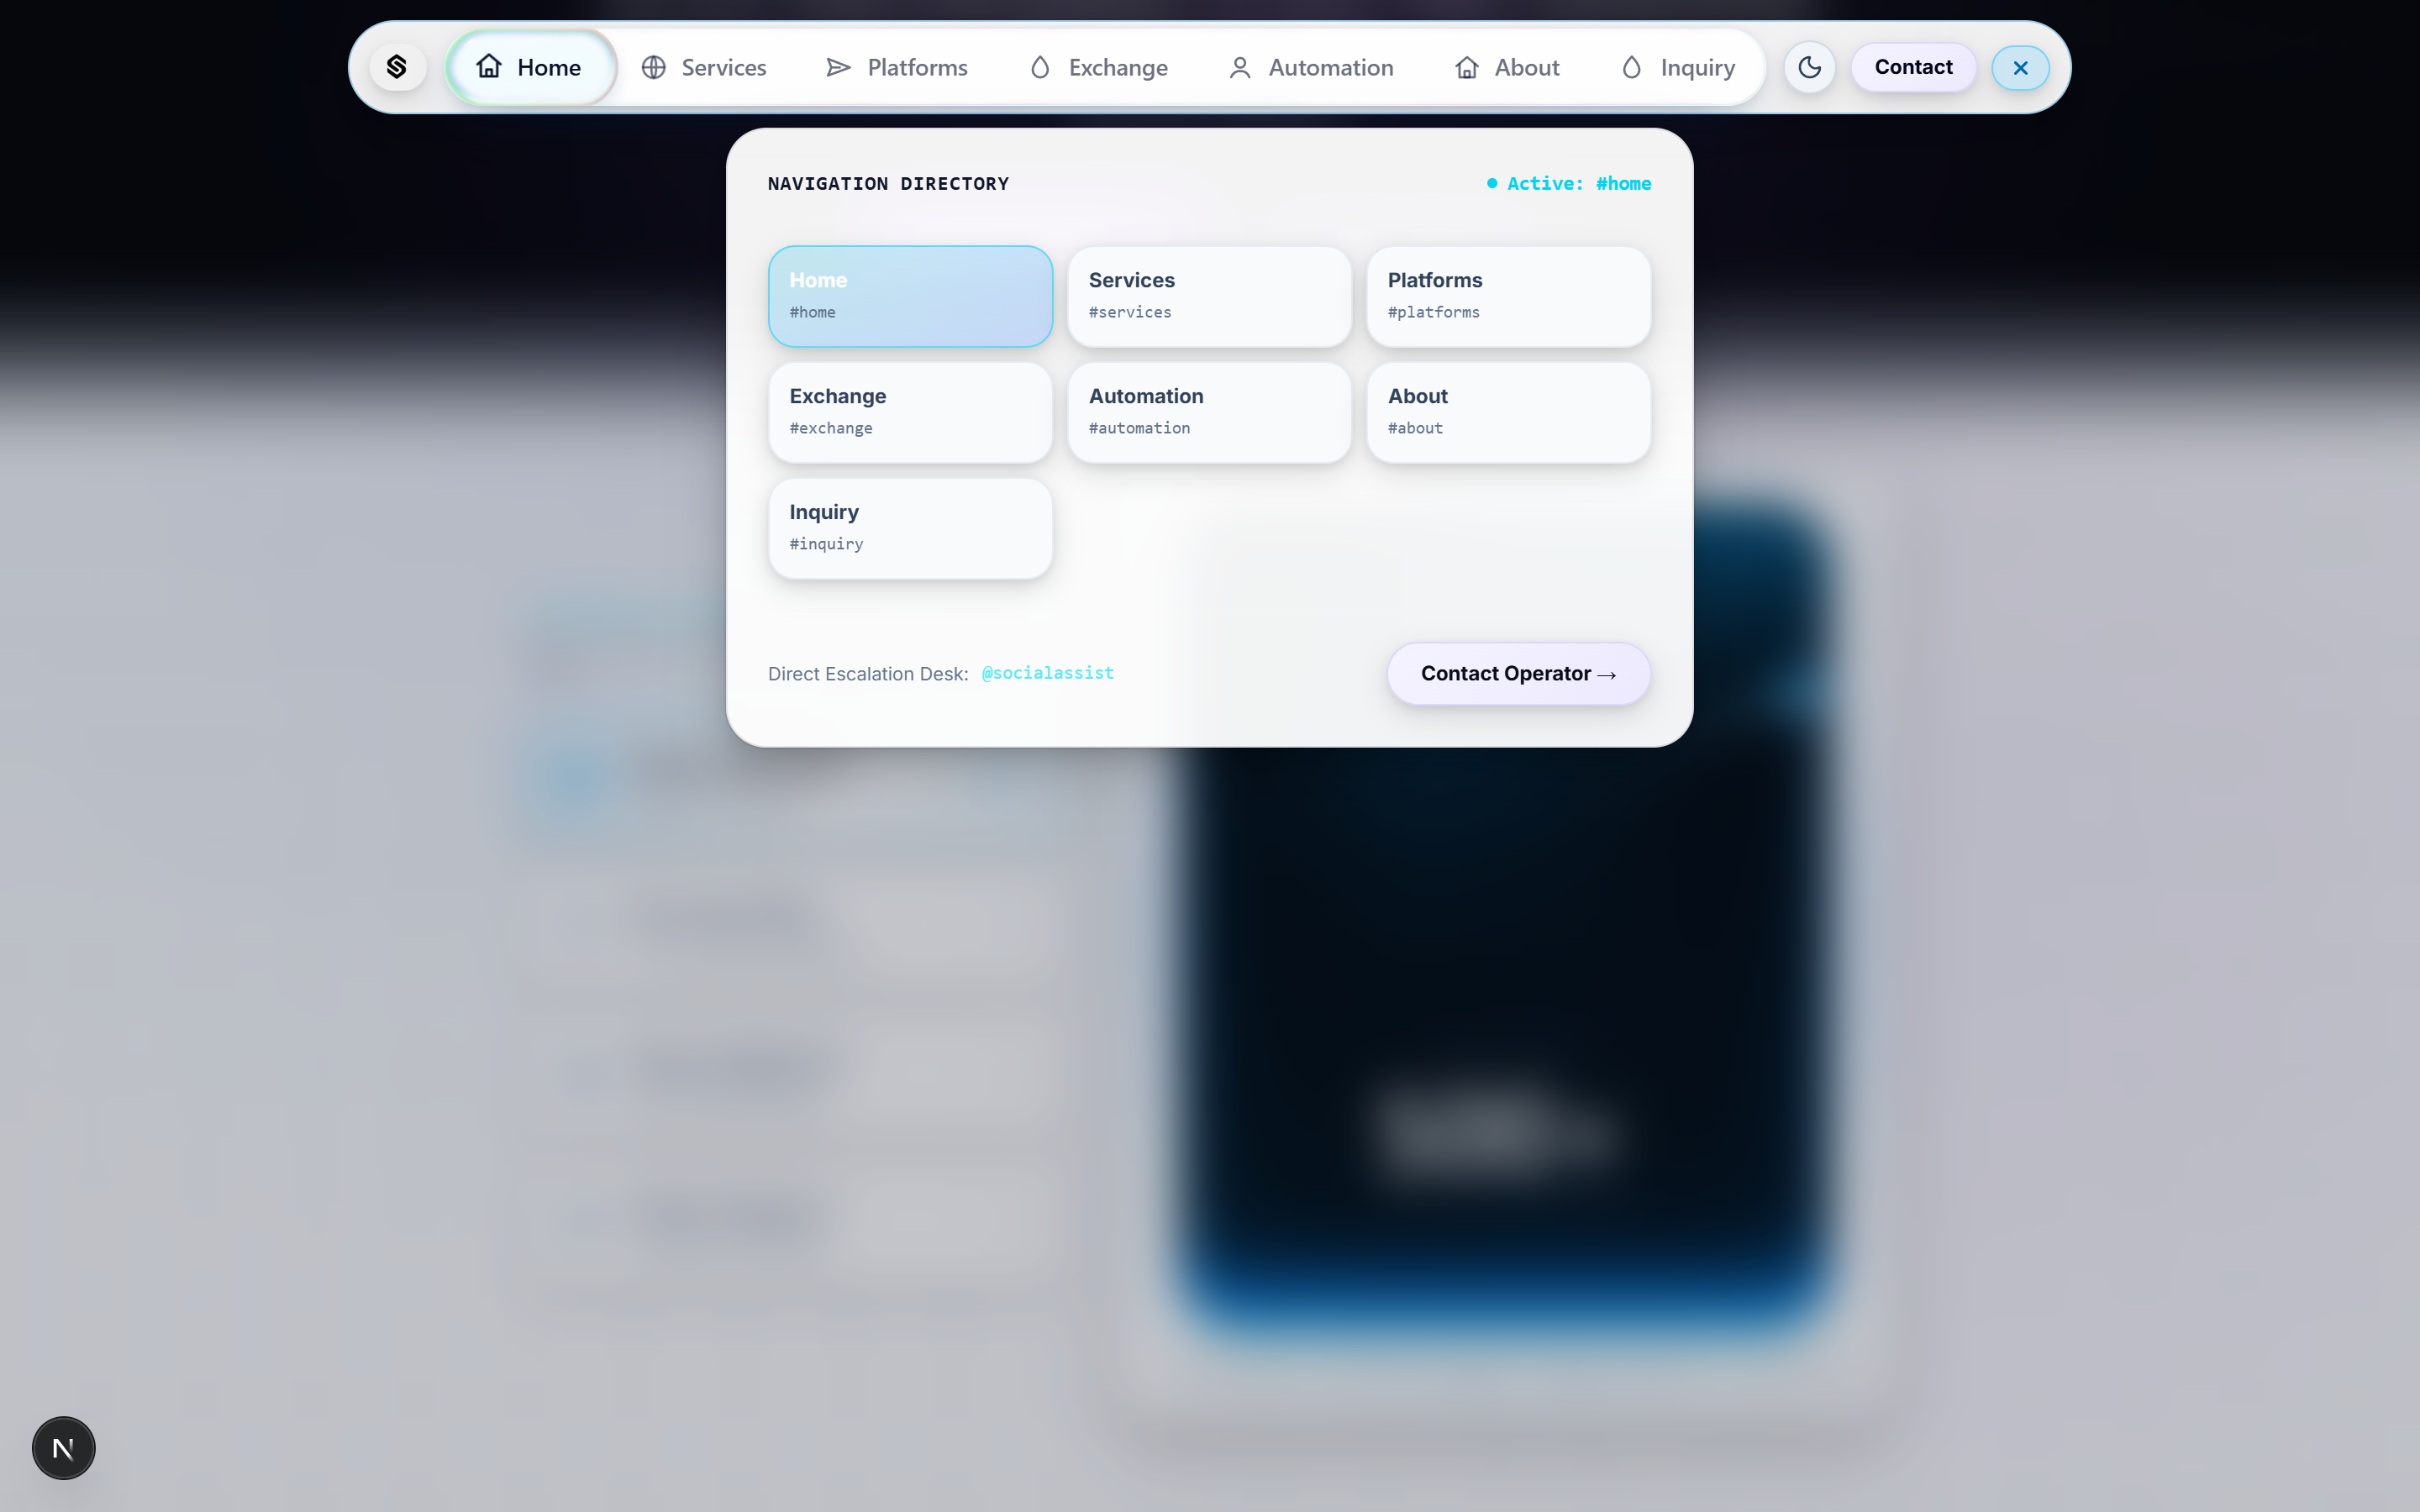 Home Services Platforms Exchange Automation About Inquiry Contact
NAVIGATION DIRECTORY
Active: #home
Home
#home
Services
#services
Platforms
#platforms
Exchange
#exchange
Automation
#automation
About
#about
Inquiry
#inquiry
Direct Escalation Desk: @socialassist
Contact Operator →
N